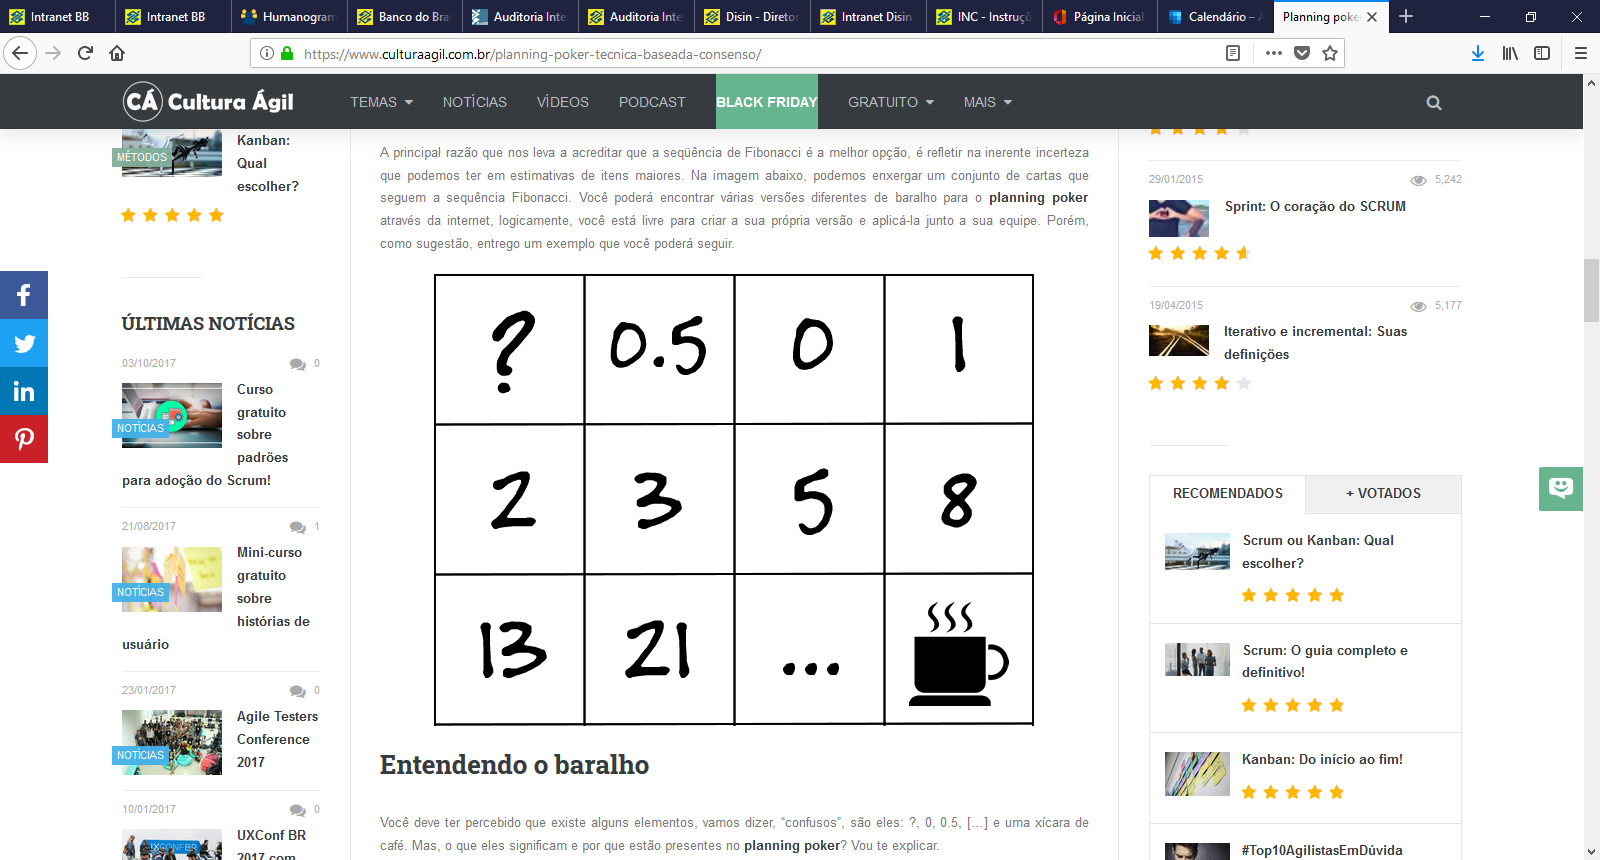 Intranet BB
Intranet BB
Humanogram
Banco do Bras
Auditoria Inte
Auditoria Inte
Disin - Diretor
Intranet Disin
INC - Instruçõ
Página Inicial
Calendário –
Planning poke
https://www.culturaagil.com.br/planning-poker-tecnica-baseada-consenso/
CÁ Cultura Ágil
TEMAS
NOTÍCIAS
VÍDEOS
PODCAST
BLACK FRIDAY
GRATUITO
MAIS
MÉTODOS
Kanban:
Qual
escolher?
ÚLTIMAS NOTÍCIAS
03/10/2017
0
NOTÍCIAS
Curso
gratuito
sobre
padrões
para adoção do Scrum!
21/08/2017
1
NOTÍCIAS
Mini-curso
gratuito
sobre
histórias de
usuário
23/01/2017
0
NOTÍCIAS
Agile Testers
Conference
2017
10/01/2017
0
UXCONFBR
UXConf BR
2017 com
A principal razão que nos leva a acreditar que a seqüência de Fibonacci é a melhor opção, é refletir na inerente incerteza
que podemos ter em estimativas de itens maiores. Na imagem abaixo, podemos enxergar um conjunto de cartas que
seguem a sequência Fibonacci. Você poderá encontrar várias versões diferentes de baralho para o planning poker
através da internet, logicamente, você está livre para criar a sua própria versão e aplicá-la junto a sua equipe. Porém,
como sugestão, entrego um exemplo que você poderá seguir.
? 0.5 0 1
2 3 5 8
13 21 ...
Entendendo o baralho
Você deve ter percebido que existe alguns elementos, vamos dizer, “confusos”, são eles: ?, 0, 0.5, […] e uma xícara de
café. Mas, o que eles significam e por que estão presentes no planning poker? Vou te explicar.
29/01/2015
5,242
Sprint: O coração do SCRUM
19/04/2015
5,177
Iterativo e incremental: Suas
definições
RECOMENDADOS
+ VOTADOS
Scrum ou Kanban: Qual
escolher?
Scrum: O guia completo e
definitivo!
Kanban: Do início ao fim!
#Top10AgilistasEmDúvida